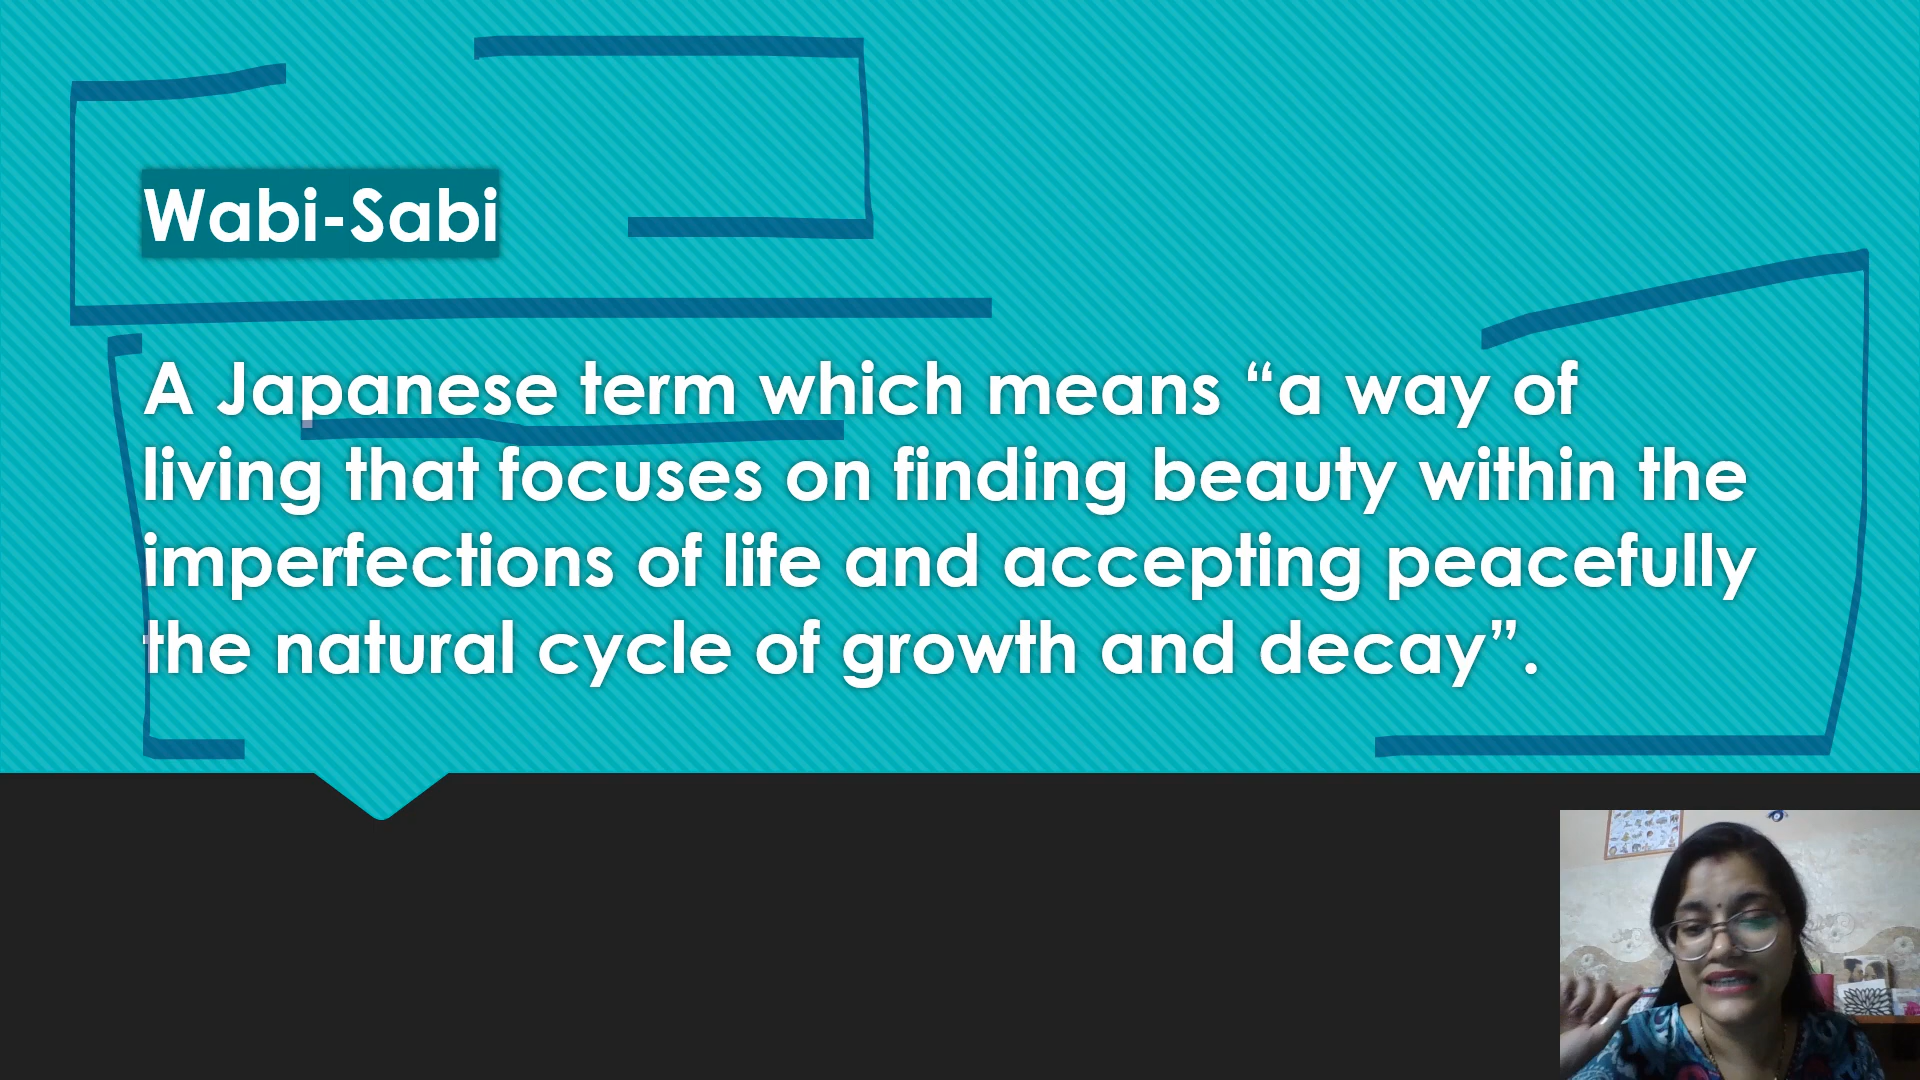 Wabi-Sabi
A Japanese term which means “a way of
living that focuses on finding beauty within the
imperfections of life and accepting peacefully
the natural cycle of growth and decay”.